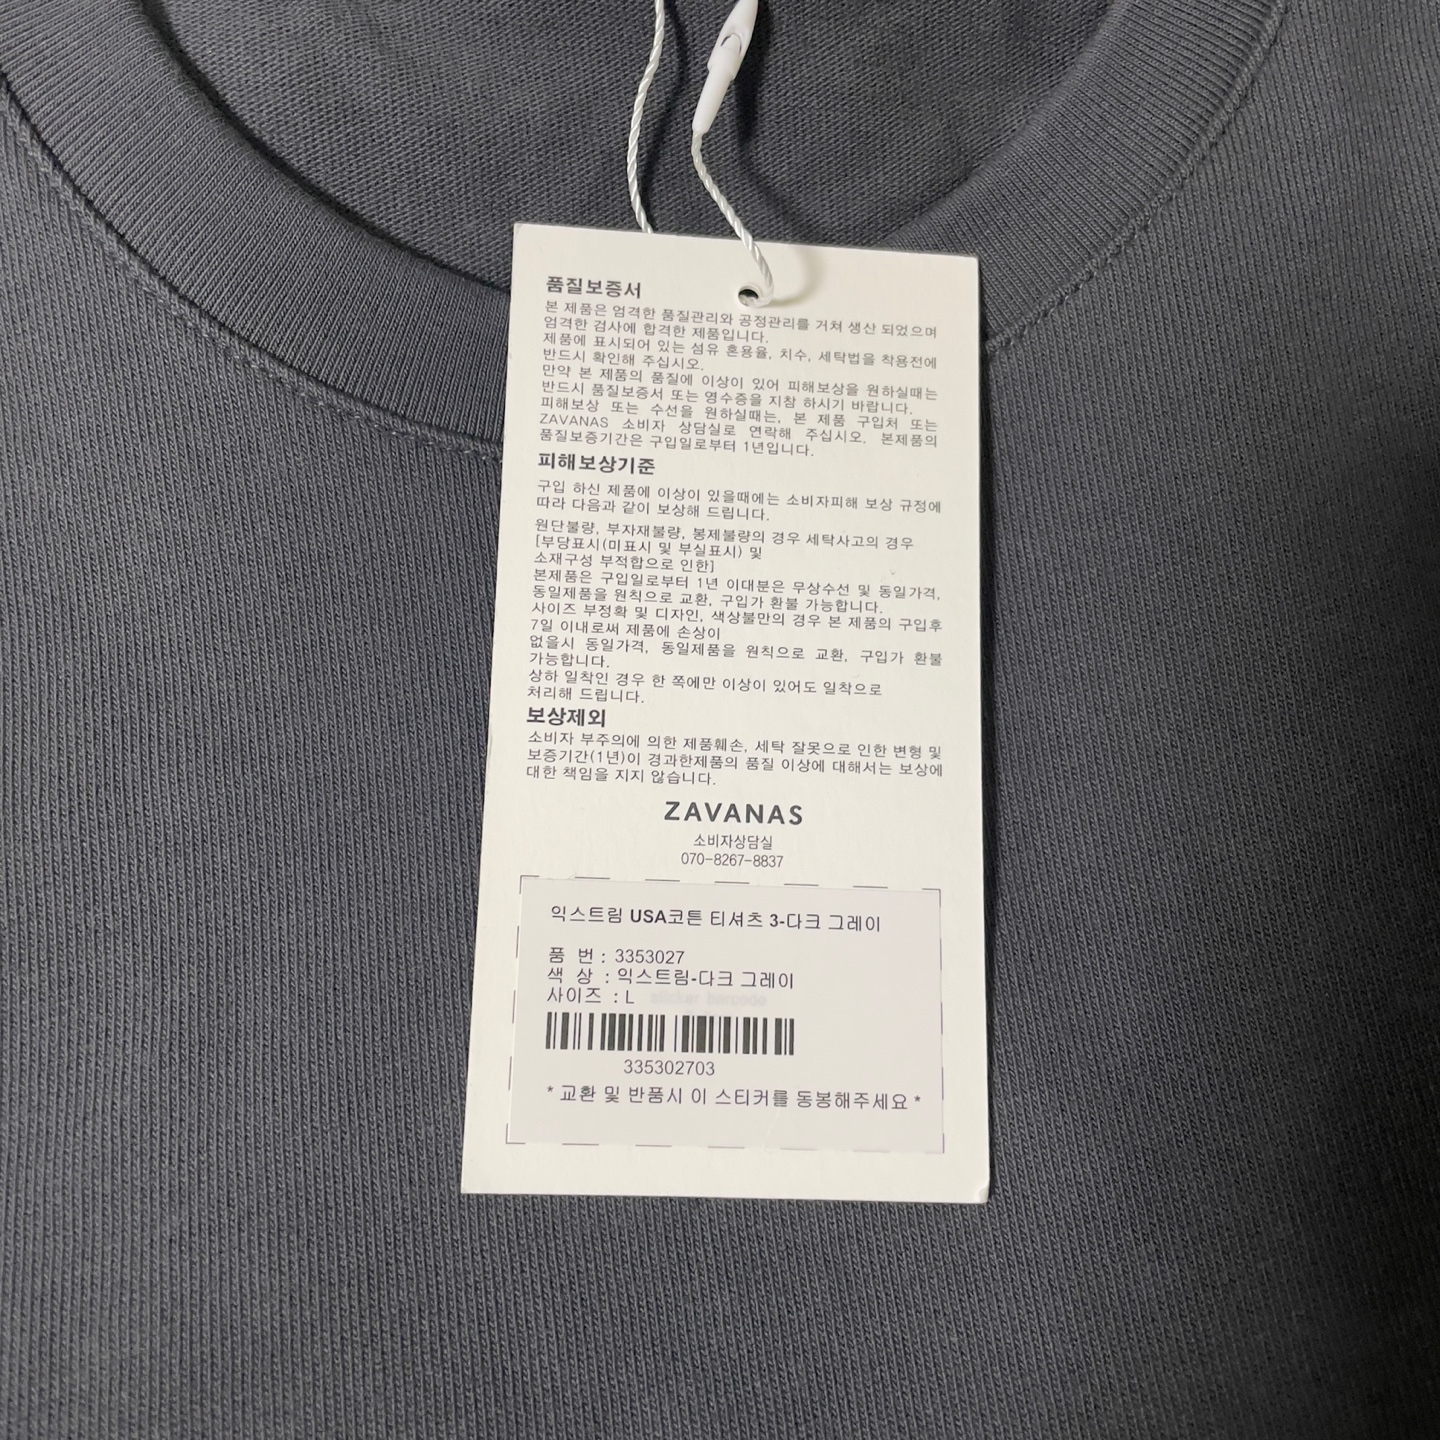 품질보증서
본 제품은 엄격한 품질관리와 공정관리를 거쳐 생산 되었으며
엄격한 검사에 합격한 제품입니다.
제품에 표시되어 있는 섬유 혼용율, 치수, 세탁법을 착용전에
반드시 확인해 주십시오.
만약 본 제품의 품질에 이상이 있어 피해보상을 원하실때는
반드시 품질보증서 또는 영수증을 지참 하시기 바랍니다.
피해보상 또는 수선을 원하실때는, 본 제품 구입처 또는
ZAVANAS 소비자 상담실로 연락해 주십시오. 본제품의
품질보증기간은 구입일로부터 1년입니다.
피해보상기준
구입 하신 제품에 이상이 있을때에는 소비자피해 보상 규정에
따라 다음과 같이 보상해 드립니다.
원단불량, 부자재불량, 봉제불량의 경우 세탁사고의 경우
[부당표시(미표시 및 부실표시) 및
소재구성 부적합으로 인한]
본제품은 구입일로부터 1년 이대분은 무상수선 및 동일가격,
동일제품을 원칙으로 교환, 구입가 환불 가능합니다.
사이즈 부정확 및 디자인, 색상불만의 경우 본 제품의 구입후
7일 이내로써 제품에 손상이
없을시 동일가격, 동일제품을 원칙으로 교환, 구입가 환불
가능합니다.
상하 일착인 경우 한 쪽에만 이상이 있어도 일착으로
처리해 드립니다.
보상제외
소비자 부주의에 의한 제품훼손, 세탁 잘못으로 인한 변형 및
보증기간(1년)이 경과한제품의 품질 이상에 대해서는 보상에
대한 책임을 지지 않습니다.
ZAVANAS
소비자상담실
070-8267-8837
익스트림 USA코튼 티셔츠 3-다크 그레이
품 번 : 3353027
색 상 : 익스트림-다크 그레이
사이즈 : L sticker barcode
335302703
* 교환 및 반품시 이 스티커를 동봉해주세요 *